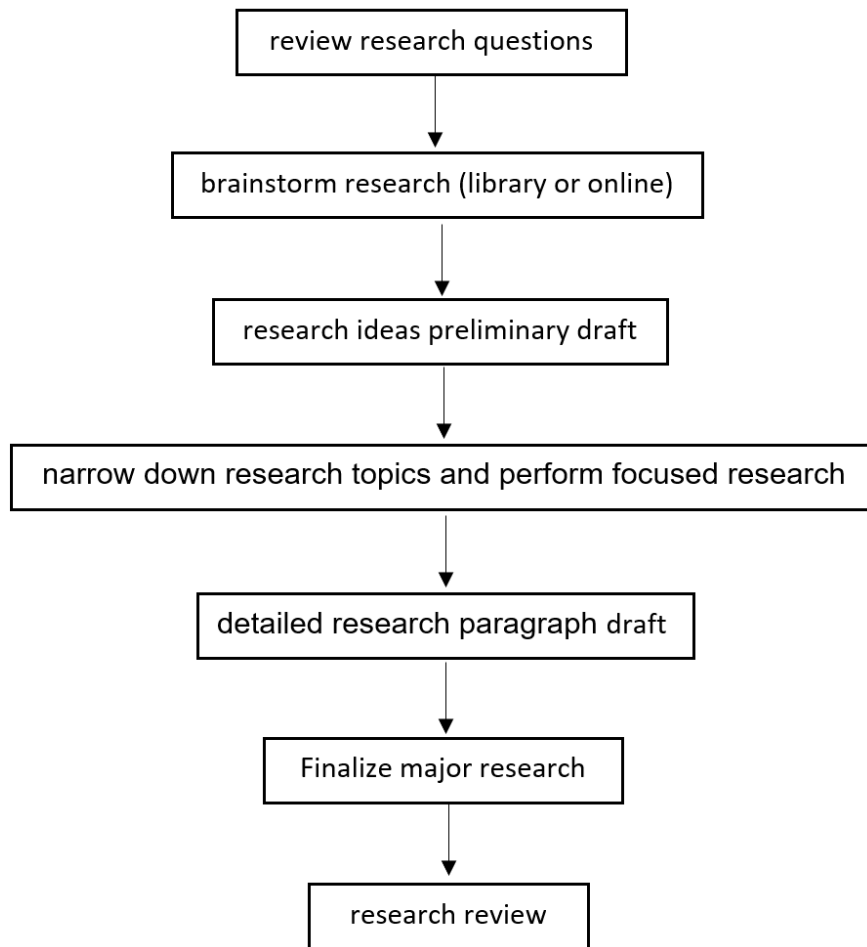 review research questions
brainstorm research (library or online)
research ideas preliminary draft
narrow down research topics and perform focused research
detailed research paragraph draft
Finalize major research
research review